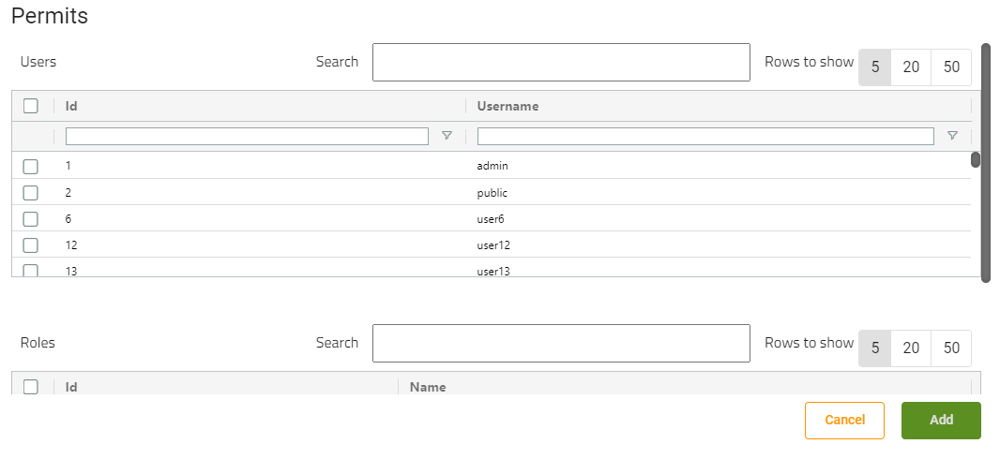 Permits
Users Search Rows to show 5 20 50
Id Username
1 admin
2 public
6 user6
12 user12
13 user13
Roles Search Rows to show 5 20 50
Id Name
Cancel Add